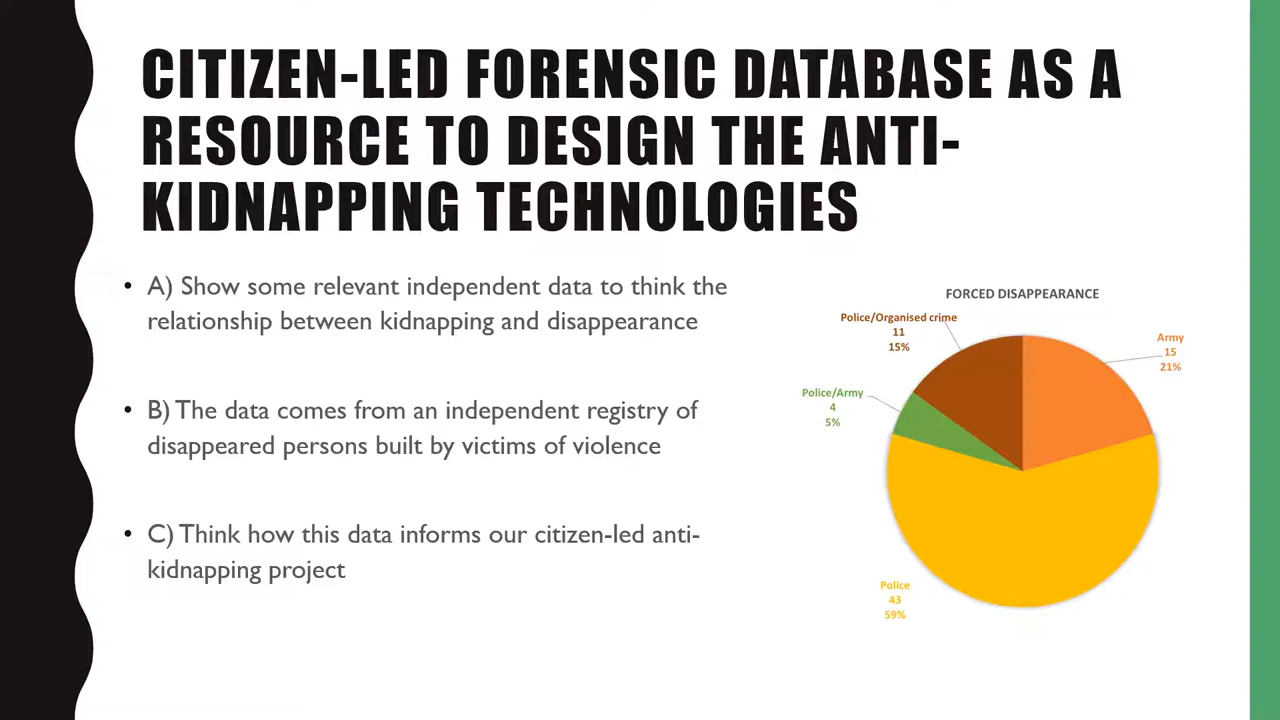 CITIZEN-LED FORENSIC DATABASE AS A
RESOURCE TO DESIGN THE ANTI-
KIDNAPPING TECHNOLOGIES
• A) Show some relevant independent data to think the
relationship between kidnapping and disappearance
• B) The data comes from an independent registry of
disappeared persons built by victims of violence
• C) Think how this data informs our citizen-led anti-
kidnapping project
FORCED DISAPPEARANCE
Police/Organised crime
11
15%
Army
15
21%
Police/Army
4
5%
Police
43
59%